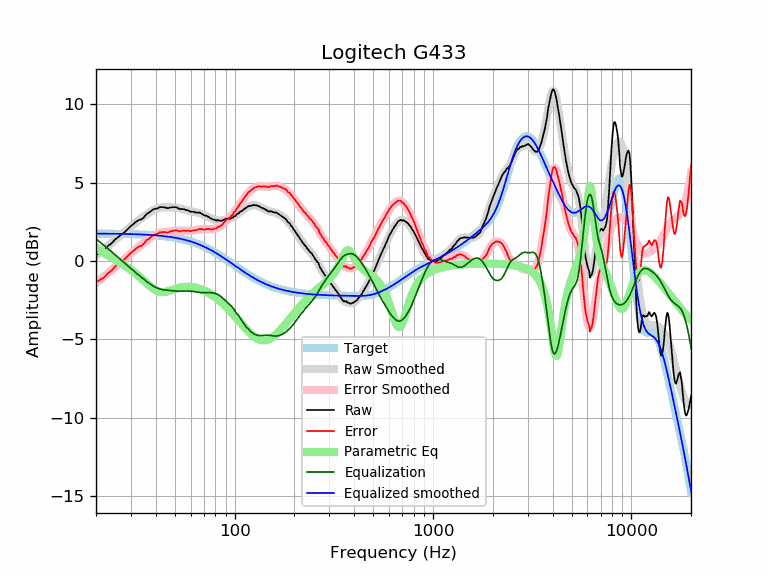 Logitech G433
10
5
0
−5
−10
−15
Amplitude (dBr)
Target
Raw Smoothed
Error Smoothed
Raw
Error
Parametric Eq
Equalization
Equalized smoothed
100
1000
10000
Frequency (Hz)